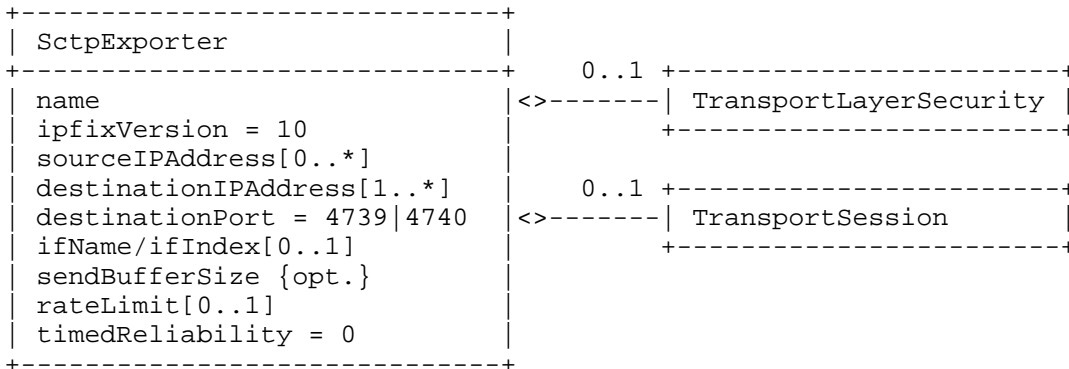 SctpExporter
0..1
name <>-------| TransportLayerSecurity
ipfixVersion = 10
sourceIPAddress[0..*]
destinationIPAddress[1..*] 0..1
destinationPort = 4739|4740 <>-------| TransportSession
ifName/ifIndex[0..1]
sendBufferSize {opt.}
rateLimit[0..1]
timedReliability = 0